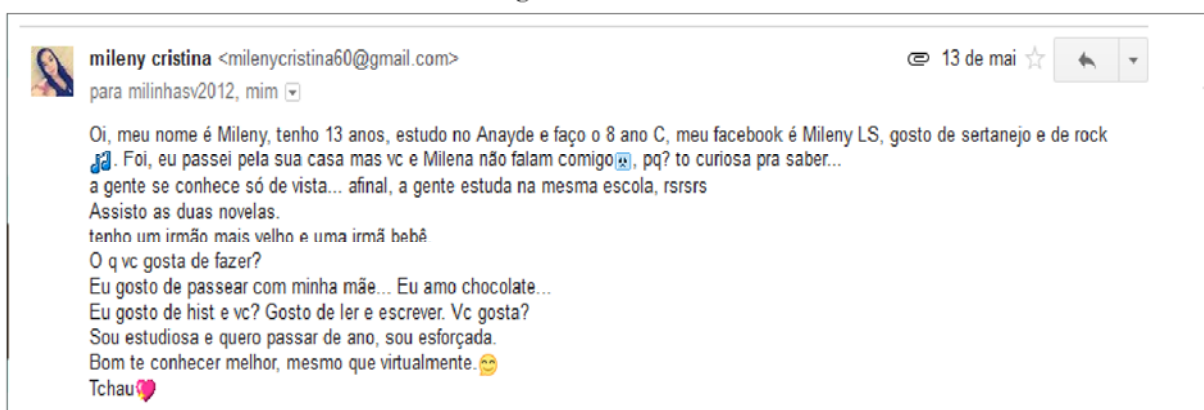 mileny cristina <milenycristina60@gmail.com> 13 de mai
para milinhasv2012, mim
Oi, meu nome é Mileny, tenho 13 anos, estudo no Anayde e faço o 8 ano C, meu facebook é Mileny LS, gosto de sertanejo e de rock
. Foi, eu passei pela sua casa mas vc e Milena não falam comigo, pq? to curiosa pra saber...
a gente se conhece só de vista... afinal, a gente estuda na mesma escola, rsrsrs
Assisto as duas novelas.
tenho um irmão mais velho e uma irmã bebê
O q vc gosta de fazer?
Eu gosto de passear com minha mãe... Eu amo chocolate...
Eu gosto de hist e vc? Gosto de ler e escrever. Vc gosta?
Sou estudiosa e quero passar de ano, sou esforçada.
Bom te conhecer melhor, mesmo que virtualmente.
Tchau